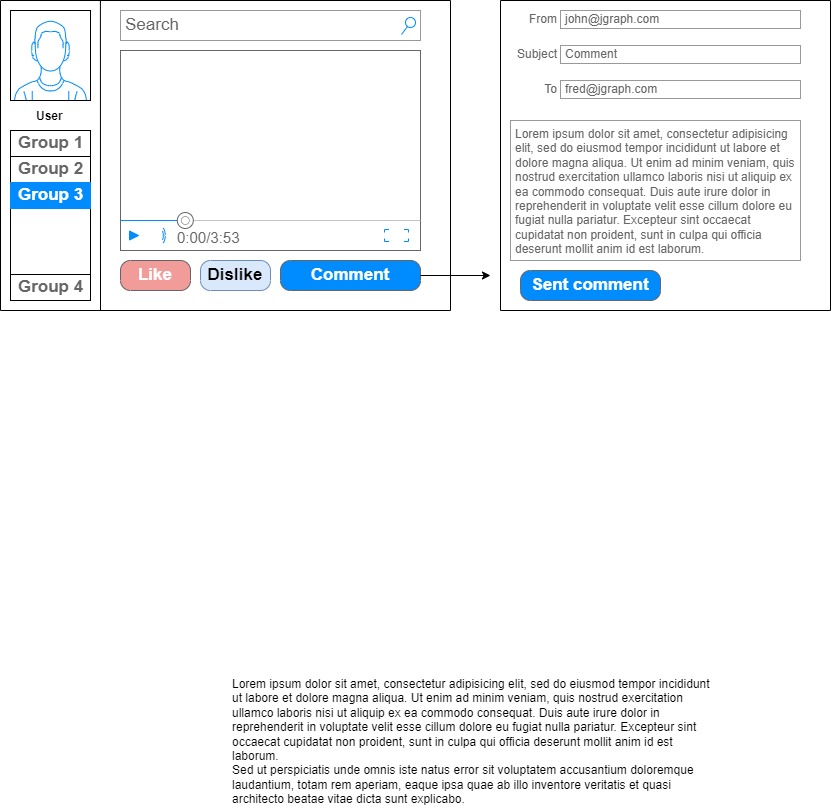 Search
User
Group 1
Group 2
Group 3
Group 4
0:00/3:53
Like
Dislike
Comment
From
john@jgraph.com
Subject
Comment
To
fred@jgraph.com
Lorem ipsum dolor sit amet, consectetur adipisicing
elit, sed do eiusmod tempor incididunt ut labore et
dolore magna aliqua. Ut enim ad minim veniam, quis
nostrud exercitation ullamco laboris nisi ut aliquip ex
ea commodo consequat. Duis aute irure dolor in
reprehenderit in voluptate velit esse cillum dolore eu
fugiat nulla pariatur. Excepteur sint occaecat
cupidatat non proident, sunt in culpa qui officia
deserunt mollit anim id est laborum.
Sent comment
Lorem ipsum dolor sit amet, consectetur adipisicing elit, sed do eiusmod tempor incididunt
ut labore et dolore magna aliqua. Ut enim ad minim veniam, quis nostrud exercitation
ullamco laboris nisi ut aliquip ex ea commodo consequat. Duis aute irure dolor in
reprehenderit in voluptate velit esse cillum dolore eu fugiat nulla pariatur. Excepteur sint
occaecat cupidatat non proident, sunt in culpa qui officia deserunt mollit anim id est
laborum.
Sed ut perspiciatis unde omnis iste natus error sit voluptatem accusantium doloremque
laudantium, totam rem aperiam, eaque ipsa quae ab illo inventore veritatis et quasi
architecto beatae vitae dicta sunt explicabo.